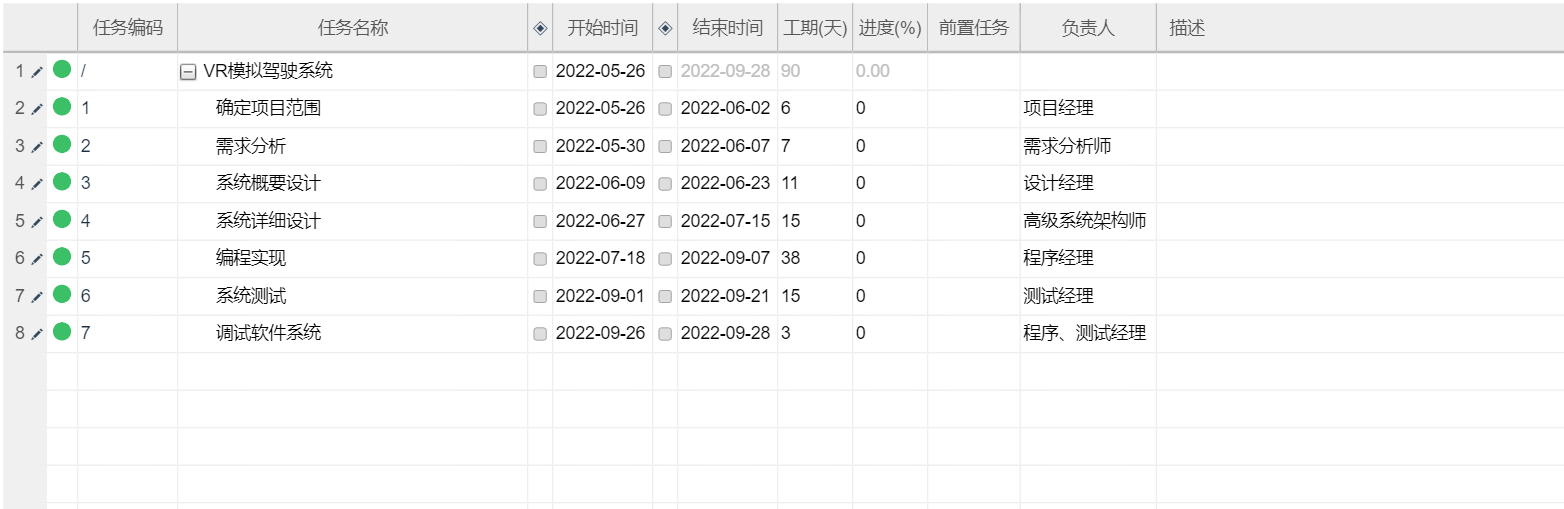 任务编码 任务名称 开始时间 结束时间 工期(天) 进度(%) 前置任务 负责人 描述
1 / VR模拟驾驶系统 2022-05-26 2022-09-28 90 0.00
2 1 确定项目范围 2022-05-26 2022-06-02 6 0 项目经理
3 2 需求分析 2022-05-30 2022-06-07 7 0 需求分析师
4 3 系统概要设计 2022-06-09 2022-06-23 11 0 设计经理
5 4 系统详细设计 2022-06-27 2022-07-15 15 0 高级系统架构师
6 5 编程实现 2022-07-18 2022-09-07 38 0 程序经理
7 6 系统测试 2022-09-01 2022-09-21 15 0 测试经理
8 7 调试软件系统 2022-09-26 2022-09-28 3 0 程序、测试经理